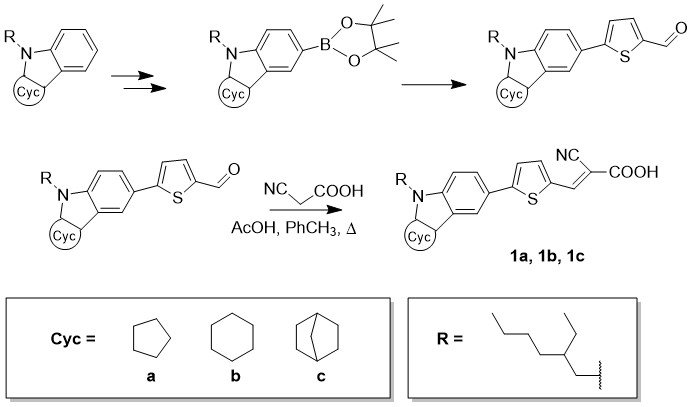 R
N
Cyc
R
N
Cyc
B
O
O
R
N
Cyc
S
O
R
N
Cyc
S
O
NC COOH
AcOH, PhCH3, Δ
R
N
Cyc
S
NC
COOH
1a, 1b, 1c
Cyc =
a b c
R =